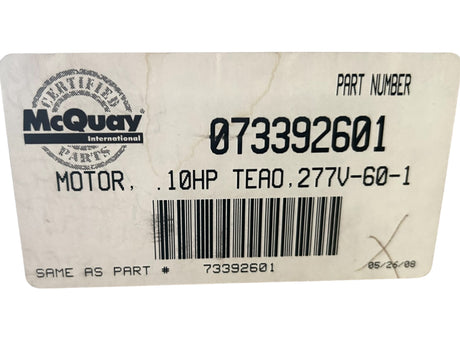 CERTIFIED
McQuay
International
PARTS
PART NUMBER
073392601
MOTOR, .10HP TEAO,277V-60-1
SAME AS PART # 73392601
05/26/08